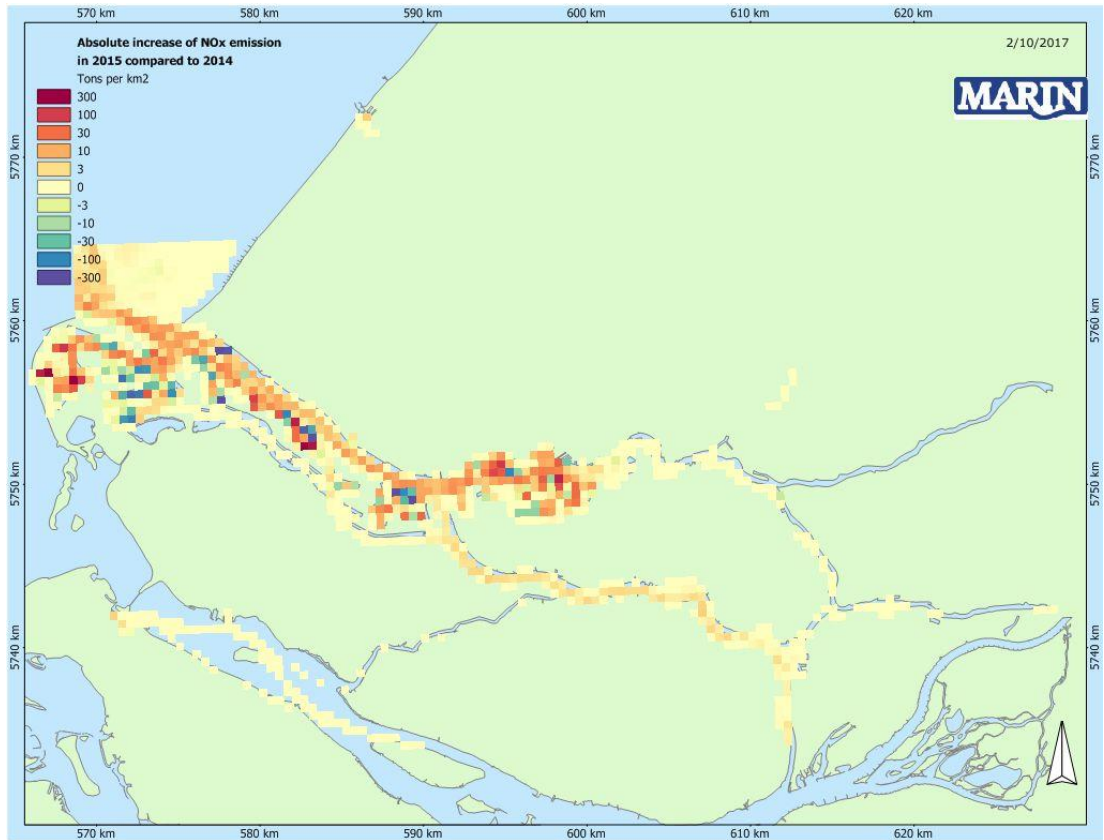 570 km 580 km 590 km 600 km 610 km 620 km
Absolute increase of NOx emission
in 2015 compared to 2014
Tons per km2
300
100
30
10
3
0
-3
-10
-30
-100
-300
2/10/2017
MARIN
5770 km 5770 km
5760 km 5760 km
5750 km 5750 km
5740 km 5740 km
570 km 580 km 590 km 600 km 610 km 620 km